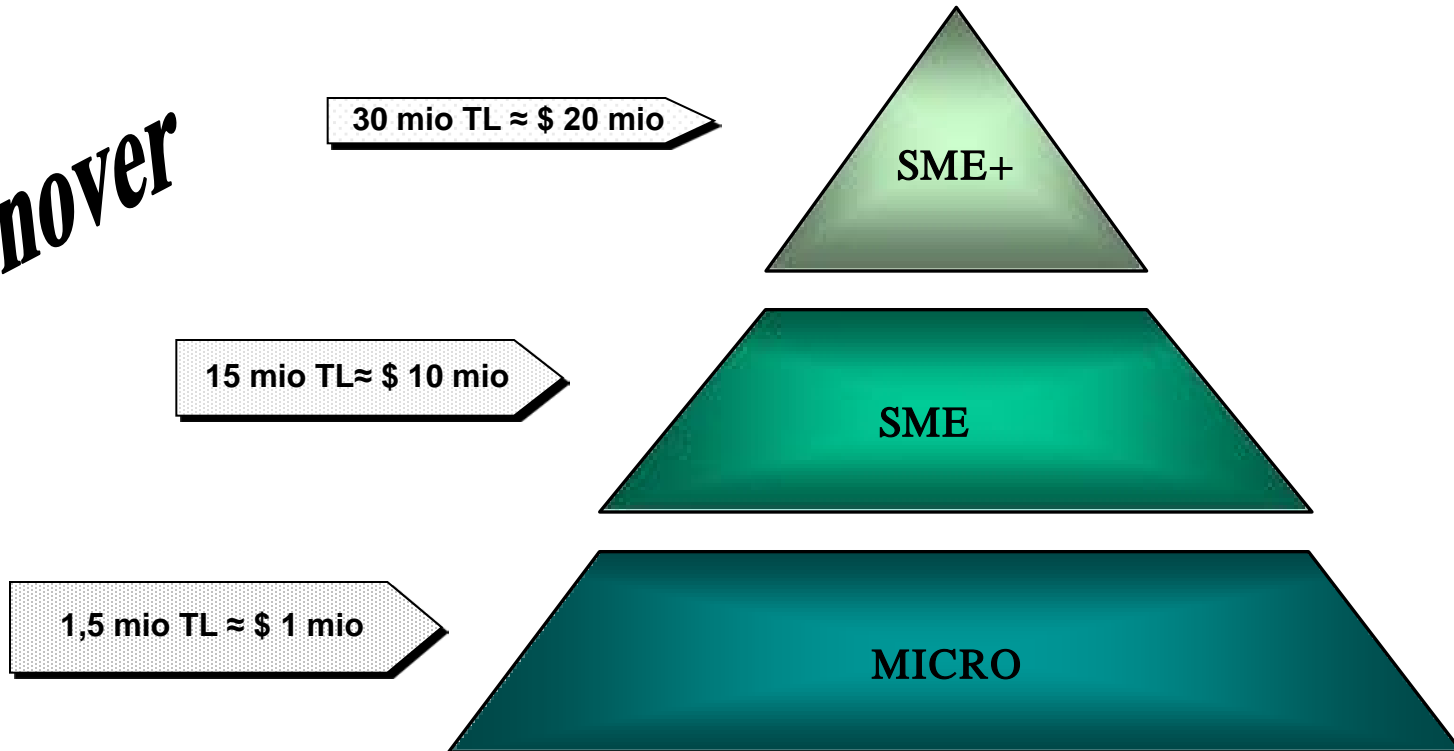 30 mio TL ≈ $ 20 mio
SME+
nover
15 mio TL≈ $ 10 mio
SME
1,5 mio TL ≈ $ 1 mio
MICRO